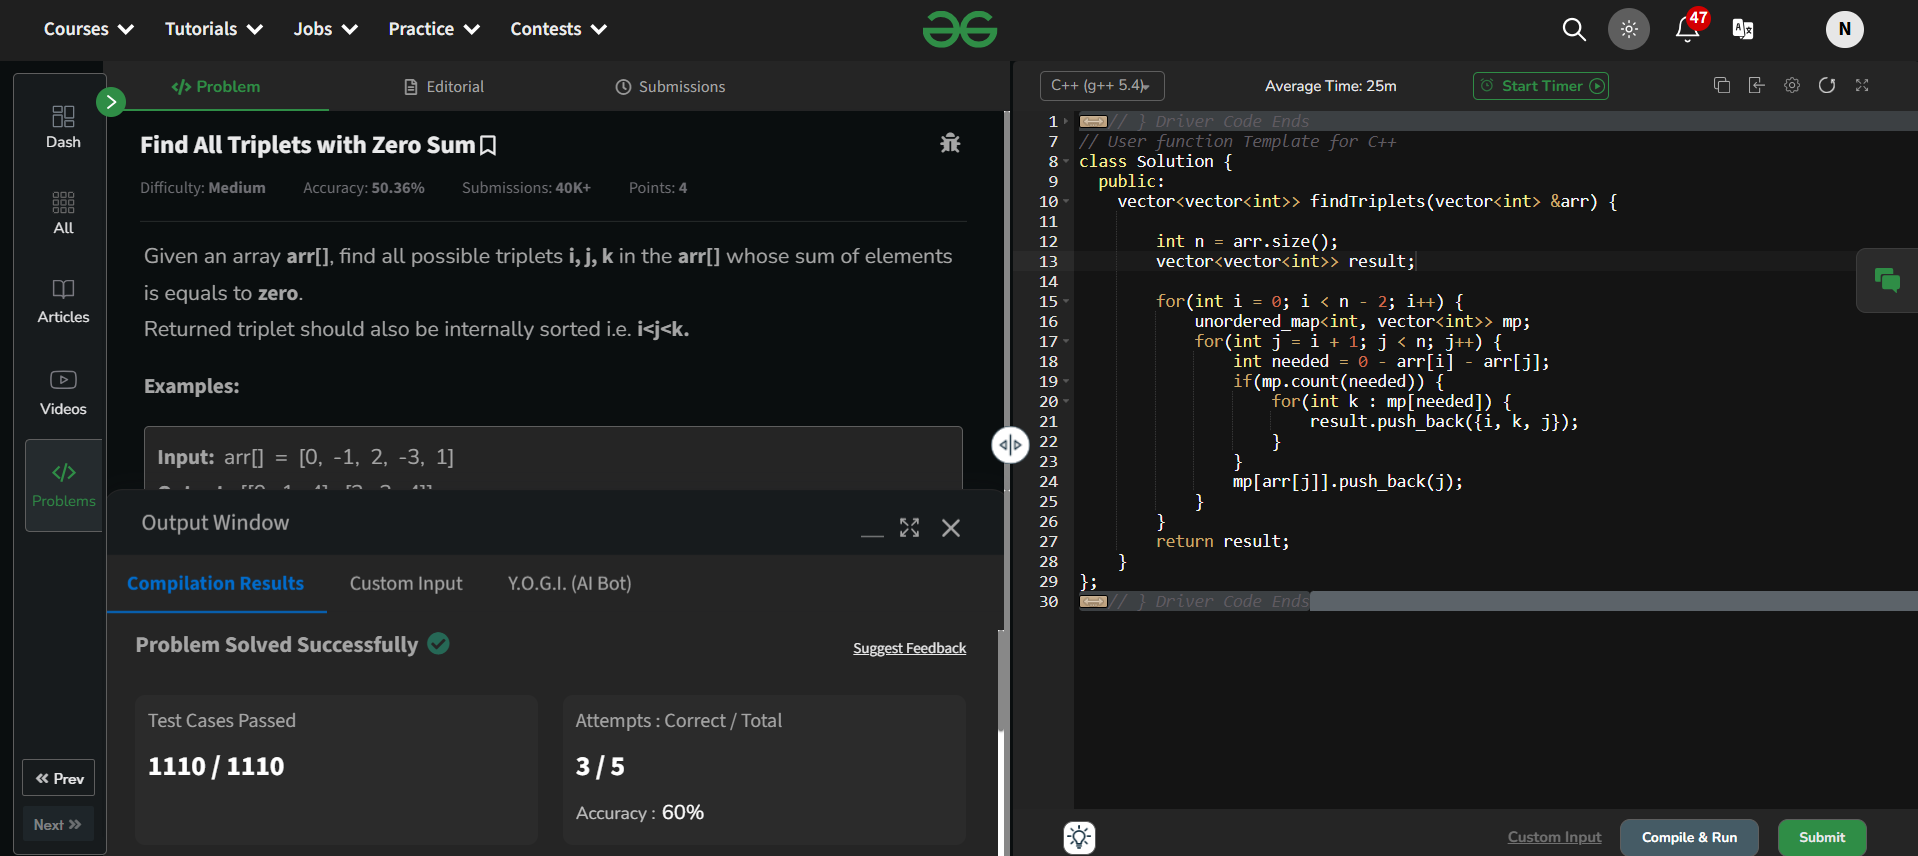 Courses Tutorials Jobs Practice Contests 47 N
Dash
All
Articles
Videos
Problems
Prev
Next
Problem Editorial Submissions
Find All Triplets with Zero Sum
Difficulty: Medium Accuracy: 50.36% Submissions: 40K+ Points: 4
Given an array arr[], find all possible triplets i, j, k in the arr[] whose sum of elements
is equals to zero.
Returned triplet should also be internally sorted i.e. i<j<k.
Examples:
Input: arr[] = [0, -1, 2, -3, 1]
Output Window
Compilation Results Custom Input Y.O.G.I. (AI Bot)
Problem Solved Successfully
Suggest Feedback
Test Cases Passed
1110 / 1110
Attempts : Correct / Total
3 / 5
Accuracy : 60%
C++ (g++ 5.4) Average Time: 25m Start Timer
1 // } Driver Code Ends
7 // User function Template for C++
8 class Solution {
9 public:
10 vector<vector<int>> findTriplets(vector<int> &arr) {
11
12 int n = arr.size();
13 vector<vector<int>> result;
14
15 for(int i = 0; i < n - 2; i++) {
16 unordered_map<int, vector<int>> mp;
17 for(int j = i + 1; j < n; j++) {
18 int needed = 0 - arr[i] - arr[j];
19 if(mp.count(needed)) {
20 for(int k : mp[needed]) {
21 result.push_back({i, k, j});
22 }
23 }
24 mp[arr[j]].push_back(j);
25 }
26 }
27 return result;
28 }
29 };
30 // } Driver Code Ends
Custom Input Compile & Run Submit